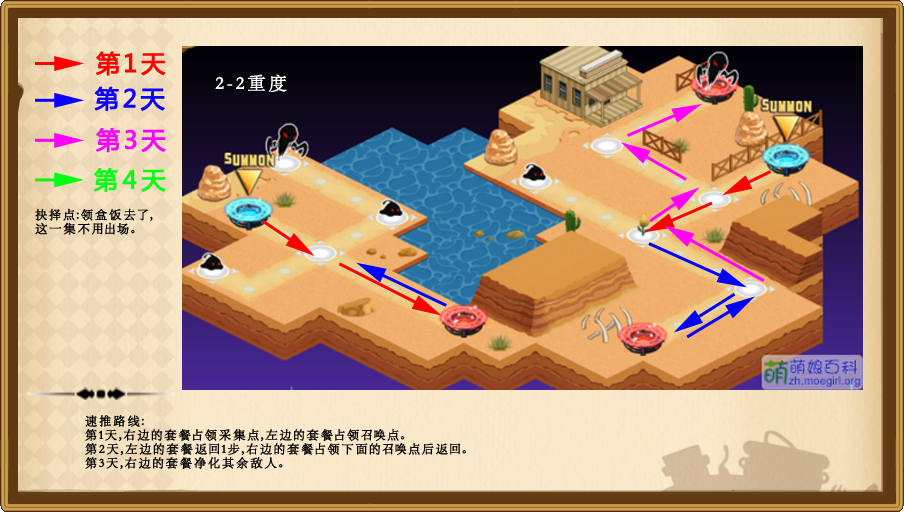 第1天
第2天
第3天
第4天
抉择点:领盒饭去了,
这一集不用出场。
2-2重度
SUMMON
SUMMON
萌 萌娘百科
zh.moegirl.org
速推路线:
第1天,右边的套餐占领采集点,左边的套餐占领召唤点。
第2天,左边的套餐返回1步,右边的套餐占领下面的召唤点后返回。
第3天,右边的套餐净化其余敌人。